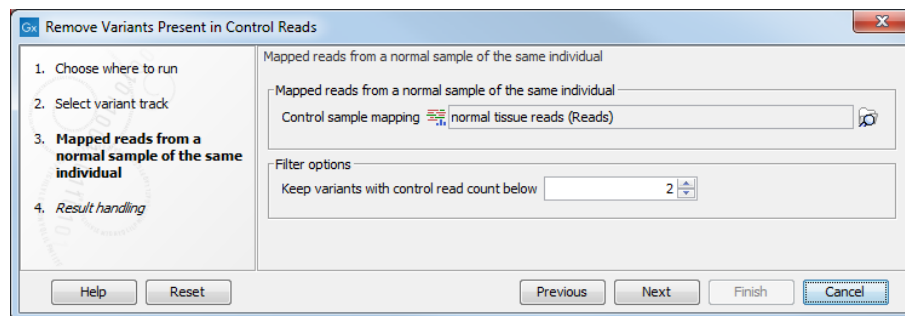 Gx Remove Variants Present in Control Reads
1. Choose where to run
2. Select variant track
3. Mapped reads from a
normal sample of the same
individual
4. Result handling
Mapped reads from a normal sample of the same individual
Mapped reads from a normal sample of the same individual
Control sample mapping normal tissue reads (Reads)
Filter options
Keep variants with control read count below 2
Help Reset Previous Next Finish Cancel